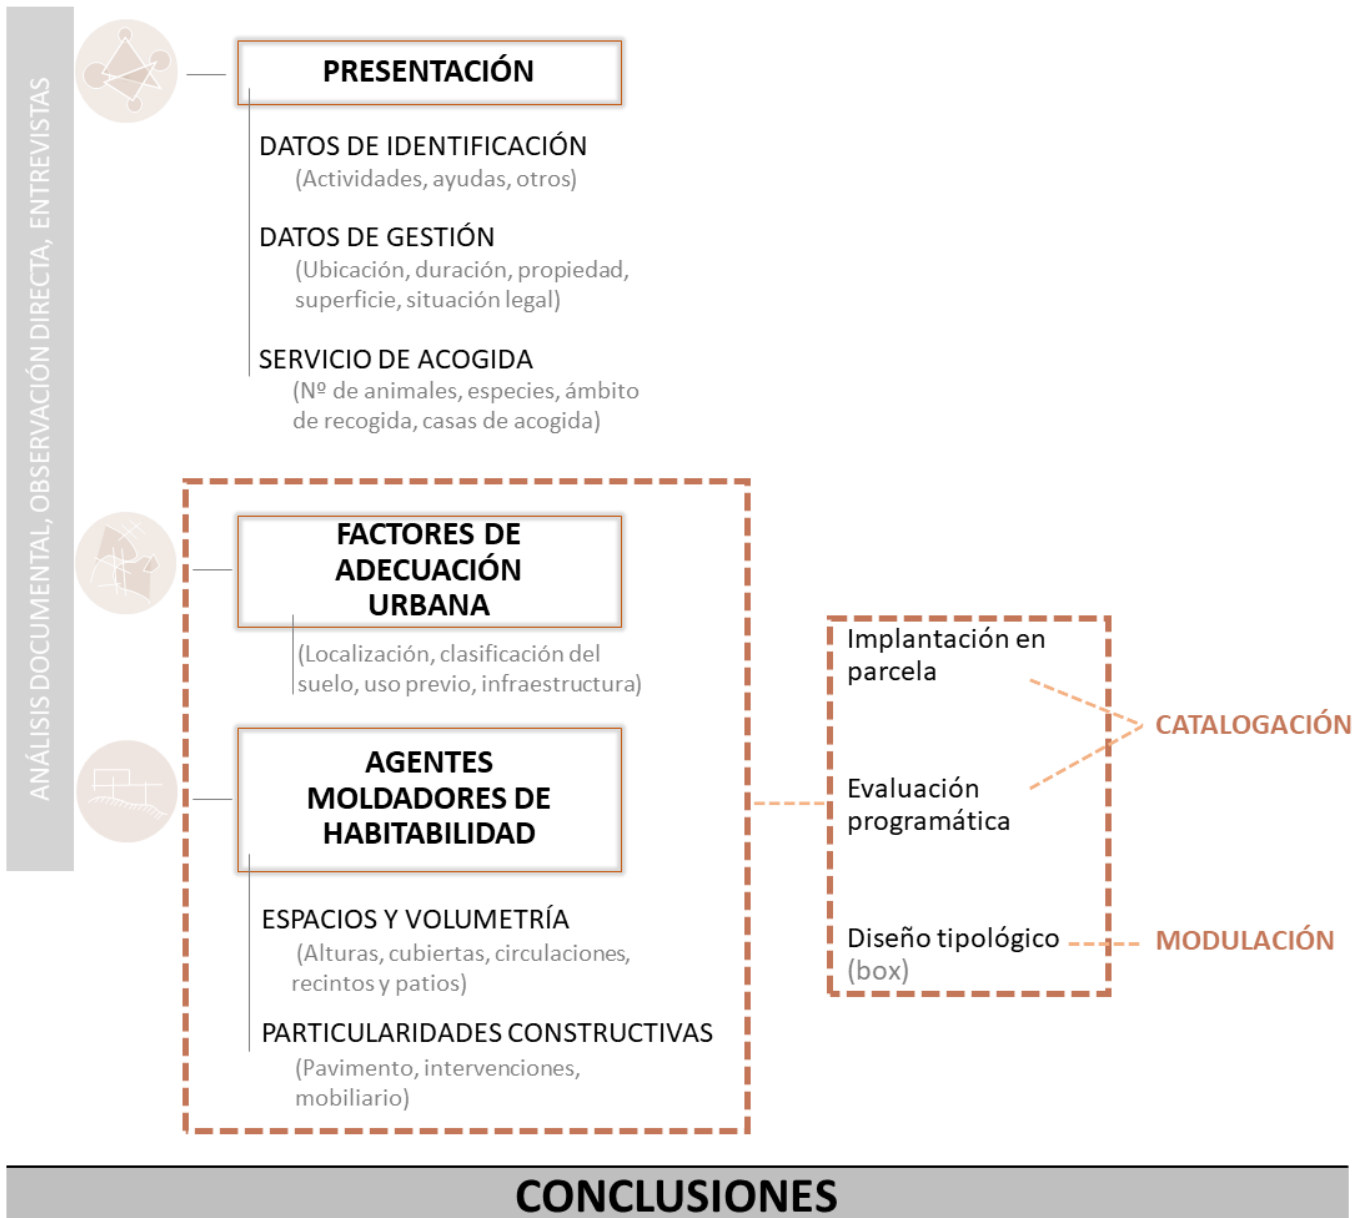 ANÁLISIS DOCUMENTAL, OBSERVACIÓN DIRECTA, ENTREVISTAS
PRESENTACIÓN
DATOS DE IDENTIFICACIÓN
(Actividades, ayudas, otros)
DATOS DE GESTIÓN
(Ubicación, duración, propiedad,
superficie, situación legal)
SERVICIO DE ACOGIDA
(Nº de animales, especies, ámbito
de recogida, casas de acogida)
FACTORES DE
ADECUACIÓN
URBANA
(Localización, clasificación del
suelo, uso previo, infraestructura)
AGENTES
MOLDADORES DE
HABITABILIDAD
ESPACIOS Y VOLUMETRÍA
(Alturas, cubiertas, circulaciones,
recintos y patios)
PARTICULARIDADES CONSTRUCTIVAS
(Pavimento, intervenciones,
mobiliario)
Implantación en
parcela
Evaluación
programática
CATALOGACIÓN
Diseño tipológico
(box)
MODULACIÓN
CONCLUSIONES